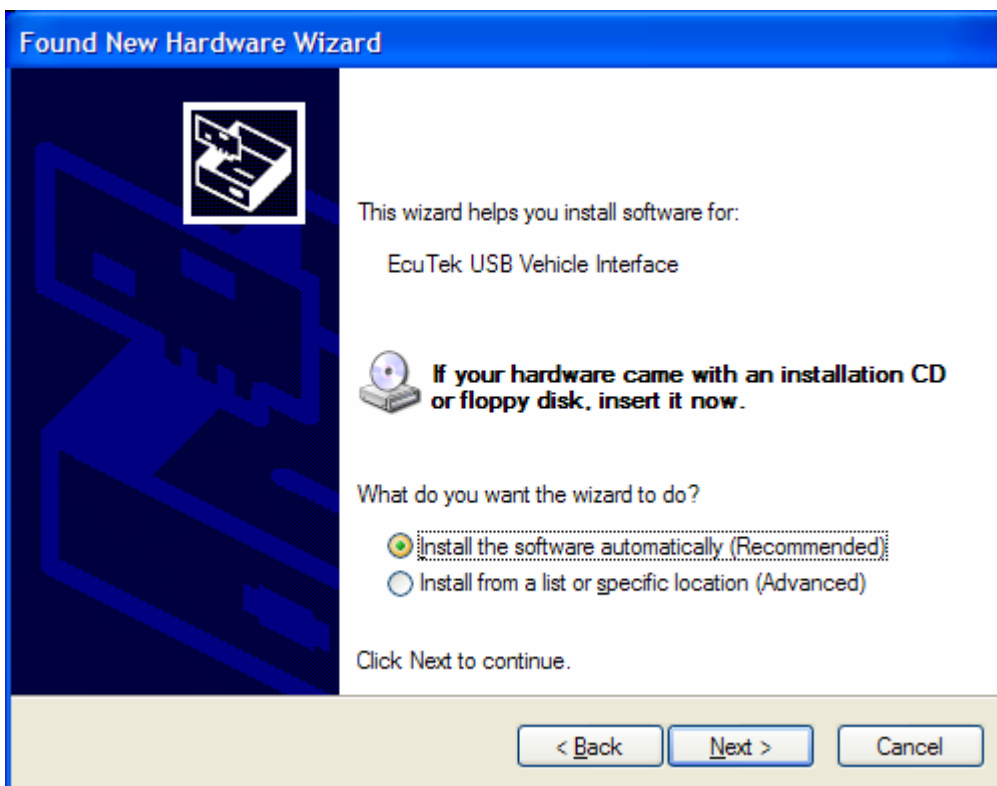 Found New Hardware Wizard
This wizard helps you install software for:
EcuTek USB Vehicle Interface
If your hardware came with an installation CD
or floppy disk, insert it now.
What do you want the wizard to do?
Install the software automatically (Recommended)
Install from a list or specific location (Advanced)
Click Next to continue.
< Back
Next >
Cancel